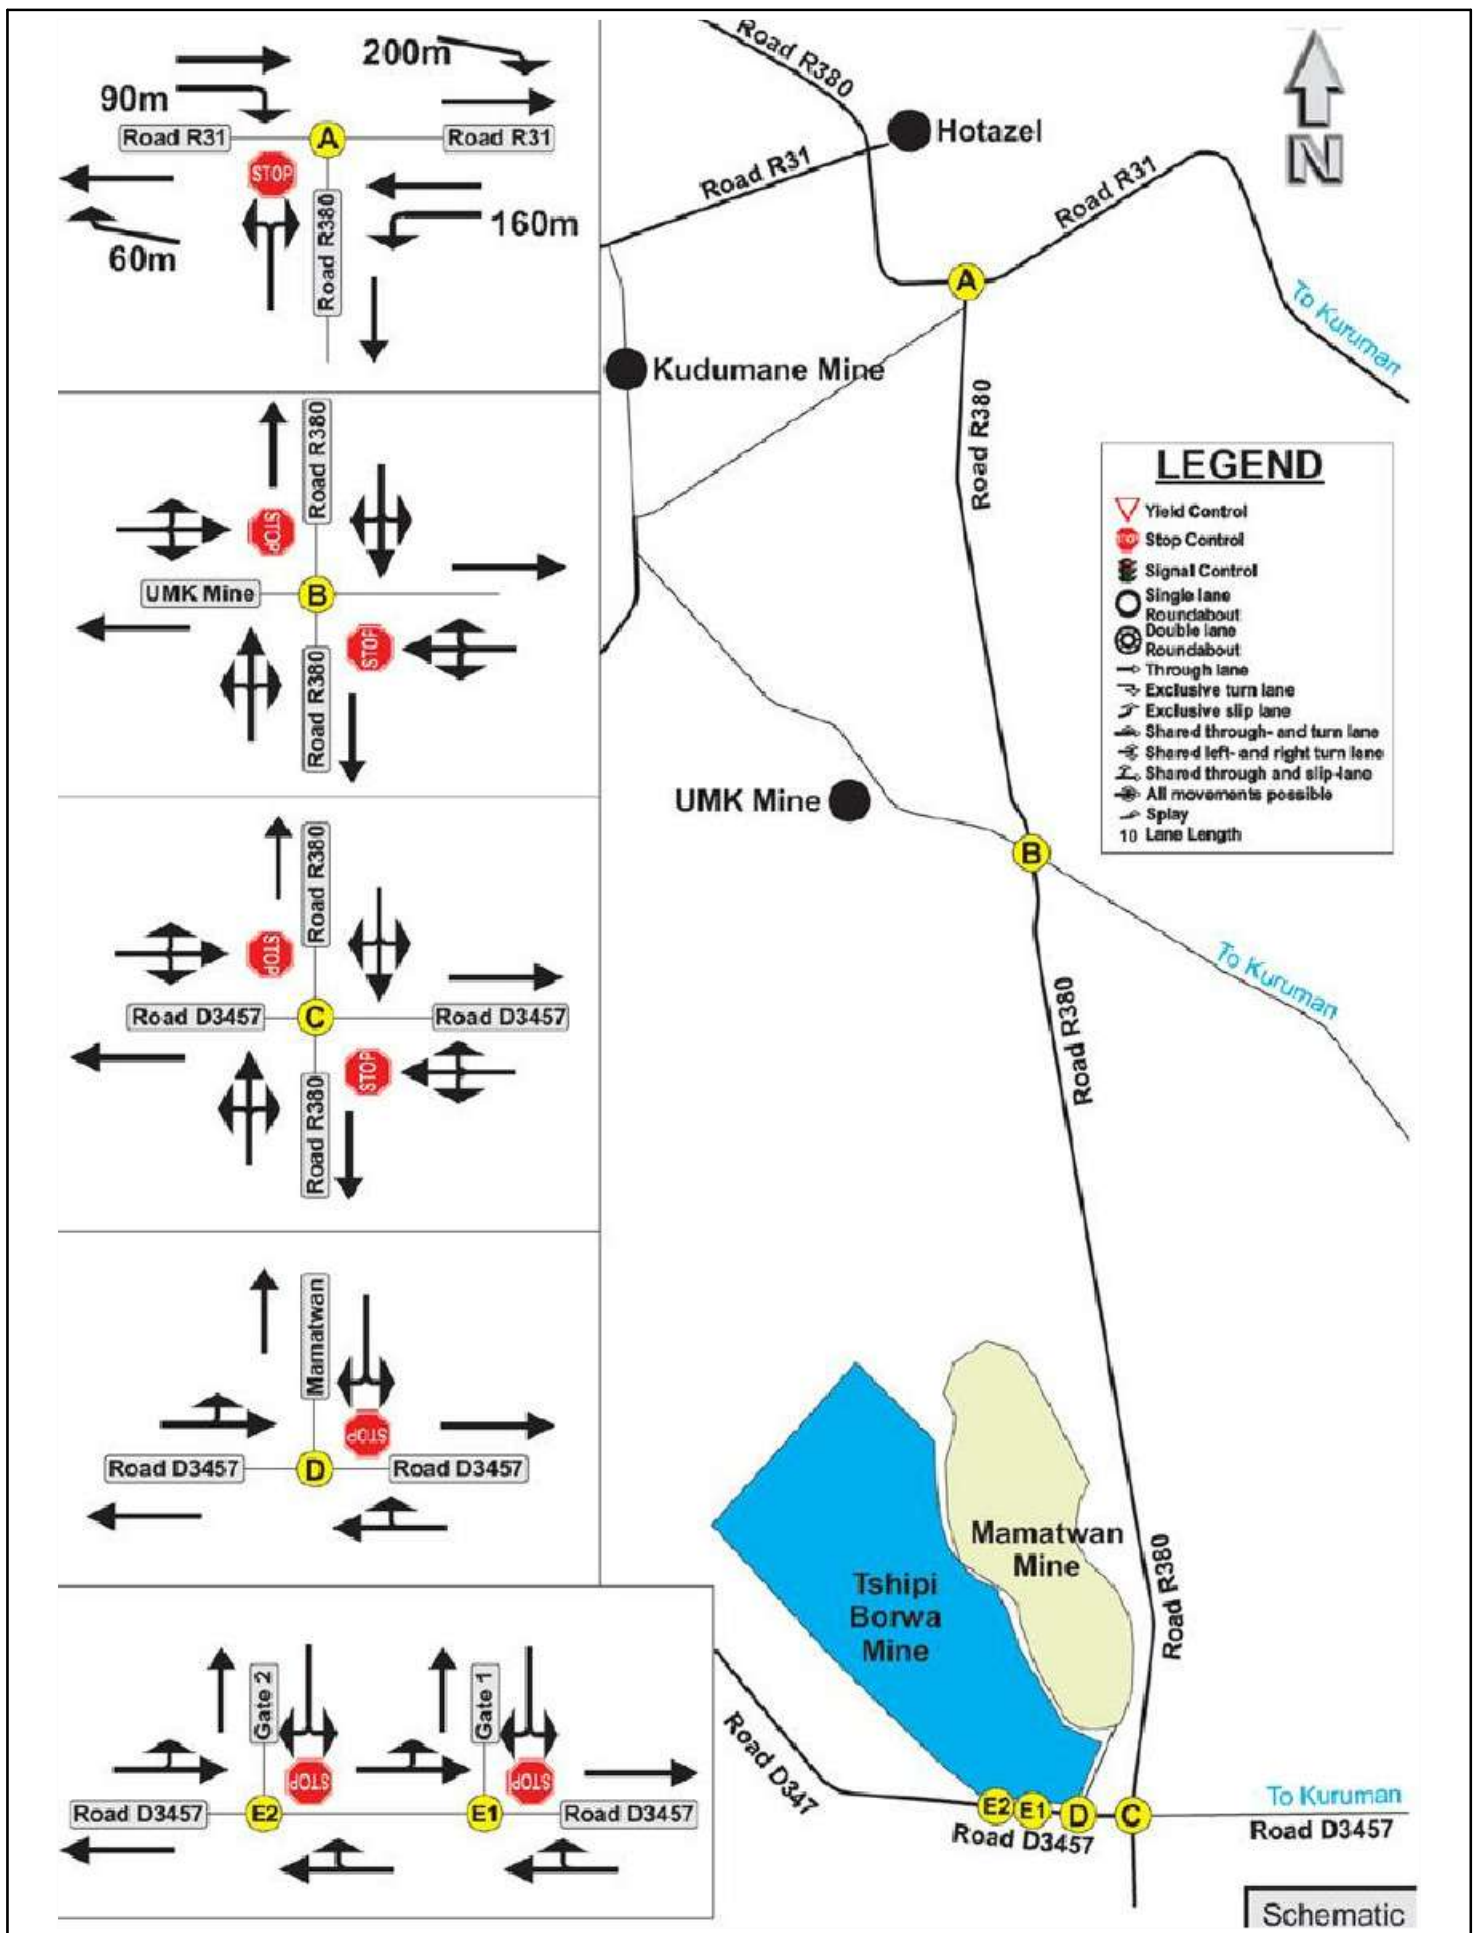 200m
90m
Road R31
A
Road R31
STOP
Road R380
160m
60m
Road R380
STOP
UMK Mine
B
STOP
Road R380
Road R380
STOP
Road D3457
C
Road D3457
STOP
Road R380
Mamatwan
STOP
Road D3457
D
Road D3457
Gate 2
STOP
Gate 1
STOP
Road D3457
E2
E1
Road D3457
Road R380
Hotazel
Road R31
Road R31
N
A
To Kuruman
Kudumane Mine
Road R380
LEGEND
Yield Control
STOP Stop Control
Signal Control
Single lane
Roundabout
Double lane
Roundabout
Through lane
Exclusive turn lane
Exclusive slip lane
Shared through- and turn lane
Shared left- and right turn lane
Shared through and slip-lane
All movements possible
Splay
10 Lane Length
UMK Mine
B
To Kuruman
Road R380
Mamatwan
Mine
Tshipi
Borwa
Mine
Road R380
Road D347
E2
E1
D
C
Road D3457
To Kuruman
Road D3457
Schematic